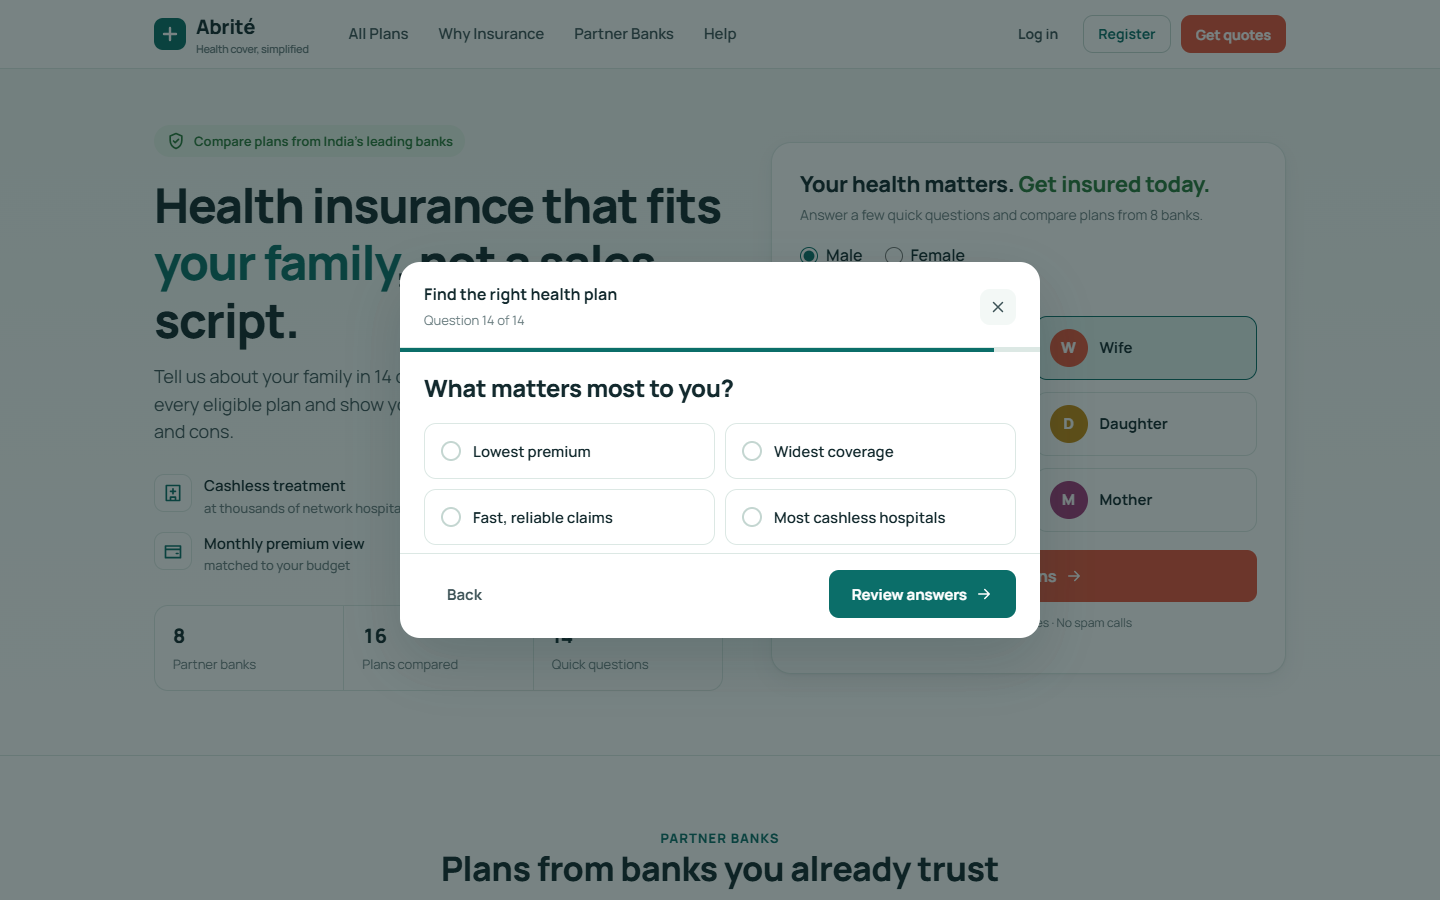 Abrité
Health cover, simplified
All Plans
Why Insurance
Partner Banks
Help
Log in
Register
Get quotes
Compare plans from India's leading banks
Health insurance that fits
your family, not a sales
script.
Tell us about your family in 14
every eligible plan and show
and cons.
Cashless treatment
at thousands of network
Monthly premium view
matched to your budget
8
Partner banks
16
Plans compared
14
Quick questions
Your health matters. Get insured today.
Answer a few quick questions and compare plans from 8 banks.
Male
Female
W
Wife
D
Daughter
M
Mother
No spam calls
Find the right health plan
Question 14 of 14
What matters most to you?
Lowest premium
Widest coverage
Fast, reliable claims
Most cashless hospitals
Back
Review answers
PARTNER BANKS
Plans from banks you already trust